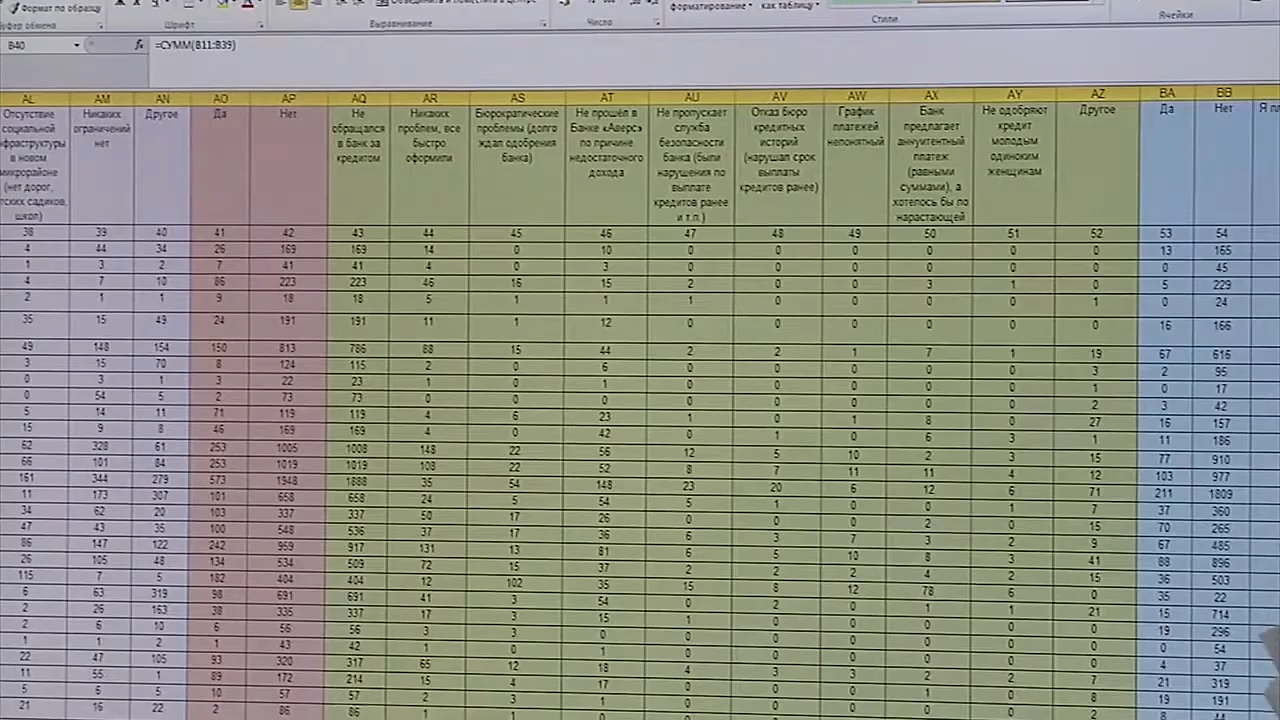 Формат по образцу
буфер обмена
Шрифт
Выравнивание
Число
форматирование
как таблицу
Стили
Ячейки
B40 fx =СУММ(B11:B39)
AL AM AN AO AP AQ AR AS AT AU AV AW AX AY AZ BA BB
Отсутствие социальной нфраструктуры в новом микрорайоне (нет дорог, тских садиков, школ)
Никаких ограничений нет
Другое
Да
Нет
Не обращался в банк за кредитом
Никаких проблем, все быстро оформили
Бюрократические проблемы (долго ждал одобрения банка)
Не прошёл в Банке «Аверс» по причине недостаточного дохода
Не пропускает служба безопасности банка (были нарушения по выплате кредитов ранее и т.п.)
Отказ бюро кредитных историй (нарушал срок выплаты кредитов ранее)
График платежей непонятный
Банк предлагает аннуитентный платеж (равными суммами), а хотелось бы по нарастающей
Не одобряют кредит молодым одиноким женщинам
Другое
Да
Нет
Я п
38 39 40 41 42 43 44 45 46 47 48 49 50 51 52 53 54
4 44 34 26 169 169 14 0 10 0 0 0 0 0 0 13 165
1 3 2 7 41 41 4 0 3 0 0 0 0 0 0 0 45
4 7 10 86 223 223 46 16 15 2 0 0 3 1 0 5 229
2 1 1 9 18 18 5 1 1 1 0 0 0 0 1 0 24
35 15 49 24 191 191 11 1 12 0 0 0 0 0 0 16 166
49 148 154 150 813 786 88 15 44 2 2 1 7 1 19 67 616
3 15 70 8 124 115 2 0 6 0 0 0 0 0 3 2 95
0 3 1 3 22 23 1 0 1 0 0 0 0 0 1 0 17
0 54 5 2 73 73 0 0 0 0 0 0 0 0 2 3 42
5 14 11 71 119 119 4 6 23 1 0 1 8 0 27 16 157
15 9 8 46 169 169 4 0 42 0 1 0 6 3 1 11 186
62 328 61 253 1005 1008 148 22 56 12 5 10 2 3 15 77 910
66 101 84 253 1019 1019 108 22 52 8 7 11 11 4 12 103 977
161 344 279 573 1948 1888 35 54 148 23 20 6 12 6 71 211 1809
11 173 307 101 658 658 24 5 54 5 1 0 0 1 7 37 360
34 62 20 103 337 337 50 17 26 0 0 0 2 0 15 70 265
47 43 35 100 548 536 37 17 36 6 3 7 3 2 9 67 485
86 147 122 242 959 917 131 13 81 6 5 10 8 3 41 88 896
26 105 48 134 534 509 72 15 37 2 2 2 4 2 15 36 503
115 7 5 182 404 404 12 102 35 15 8 12 78 6 0 35 22
6 63 319 98 691 691 41 3 54 0 2 0 1 1 21 15 714
2 26 163 38 335 337 17 3 15 1 0 0 0 0 0 19 296
2 6 10 6 56 56 3 3 0 0 0 0 0 0 0 0 54
1 1 2 1 43 42 1 0 1 0 0 0 0 0 0 4 37
22 47 105 93 320 317 65 12 18 4 3 3 2 2 7 21 319
11 55 1 89 172 214 15 4 17 0 0 0 1 0 8 19 191
5 6 5 10 57 57 2 3 1 0 0 0 0 0 2 8 44
21 16 22 2 86 86 1 1 0